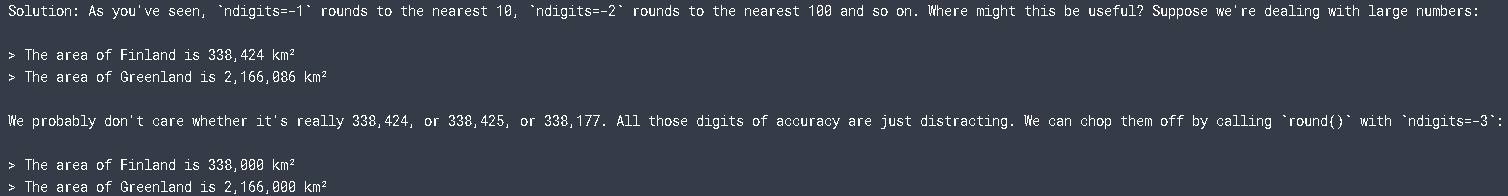 Solution: As you've seen, `ndigits=-1` rounds to the nearest 10, `ndigits=-2` rounds to the nearest 100 and so on. Where might this be useful? Suppose we're dealing with large numbers:
> The area of Finland is 338,424 km²
> The area of Greenland is 2,166,086 km²
We probably don't care whether it's really 338,424, or 338,425, or 338,177. All those digits of accuracy are just distracting. We can chop them off by calling `round()` with `ndigits=-3`:
> The area of Finland is 338,000 km²
> The area of Greenland is 2,166,000 km²